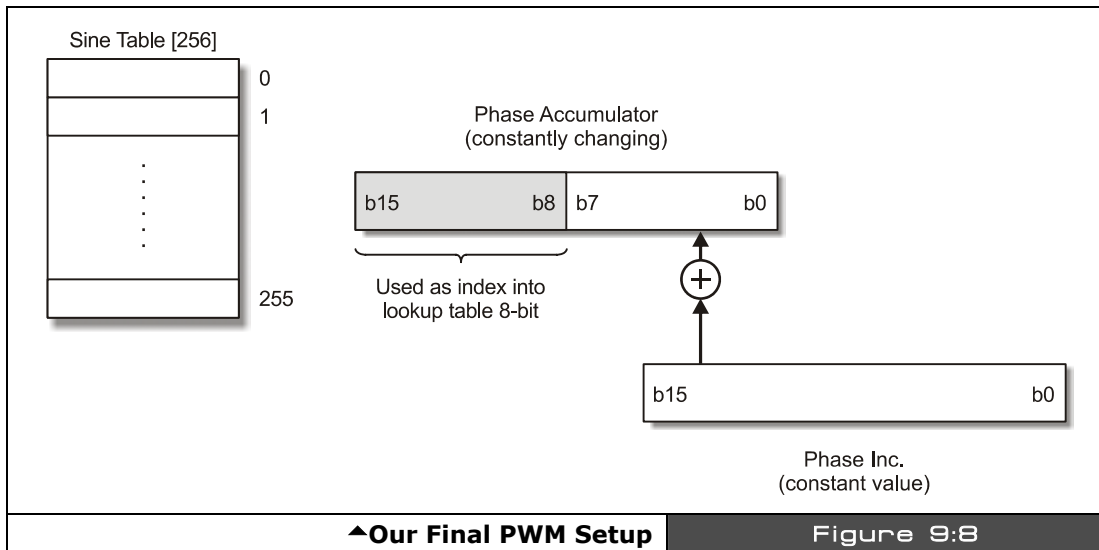 Sine Table [256]
0
1
255
Phase Accumulator
(constantly changing)
b15 b8 b7 b0
Used as index into
lookup table 8-bit
+
b15 b0
Phase Inc.
(constant value)
▲Our Final PWM Setup
Figure 9:8